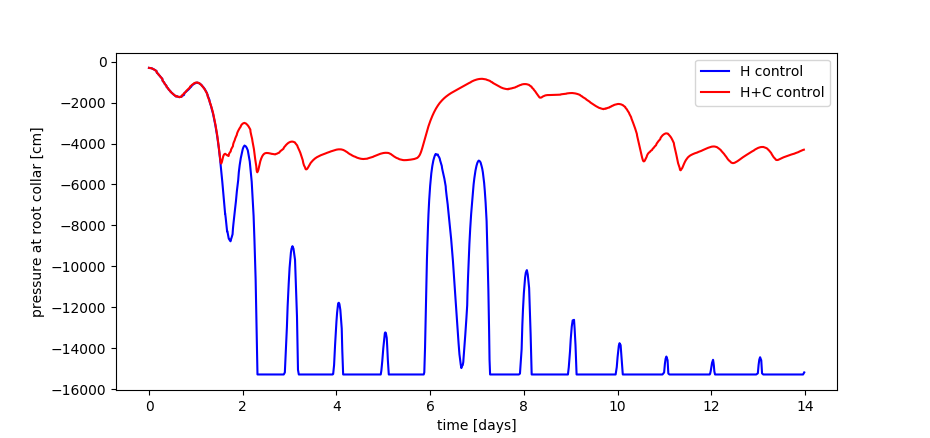 0
−2000
−4000
−6000
−8000
−10000
−12000
−14000
−16000
pressure at root collar [cm]
H control
H+C control
0 2 4 6 8 10 12 14
time [days]